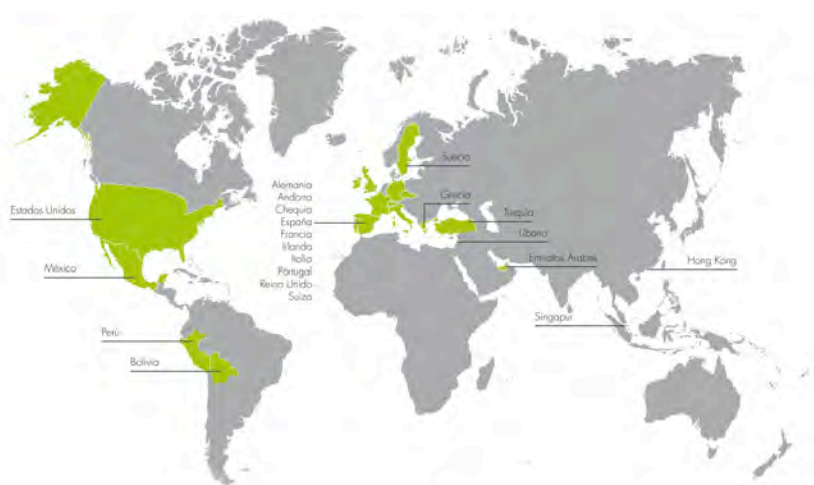 Suecia
Alemania
Andorra
Chequia
España
Francia
Irlanda
Italia
Portugal
Reino Unido
Suiza
Grecia
Turquía
Líbano
Emiratos Árabes
Hong Kong
Singapur
Estados Unidos
México
Perú
Bolivia